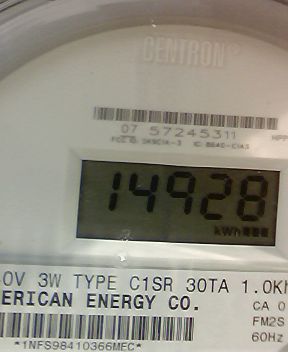 CENTRON®
07 57245311
14928
kWh
0V 3W TYPE C1SR 30TA 1.0Kh
ERICAN ENERGY CO.
CA 0
FM2S
60Hz
*1NFS98410366MEC*